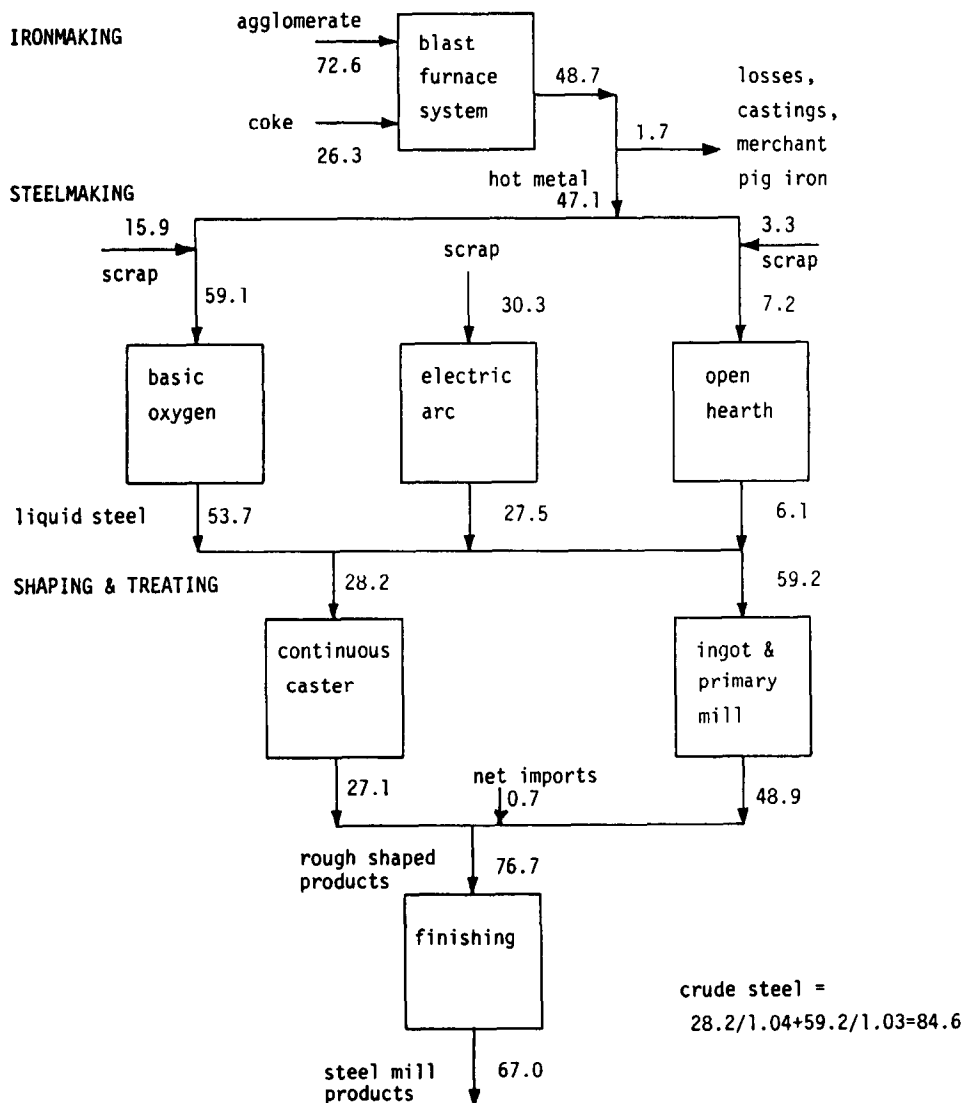 IRONMAKING
agglomerate
72.6
coke
26.3
blast
furnace
system
48.7
1.7
losses,
castings,
merchant
pig iron
hot metal
47.1
STEELMAKING
15.9
scrap
59.1
scrap
30.3
3.3
scrap
7.2
basic
oxygen
electric
arc
open
hearth
liquid steel
53.7
27.5
6.1
SHAPING & TREATING
28.2
59.2
continuous
caster
ingot &
primary
mill
27.1
net imports
0.7
48.9
rough shaped
products
76.7
finishing
crude steel =
28.2/1.04+59.2/1.03=84.6
steel mill
products
67.0